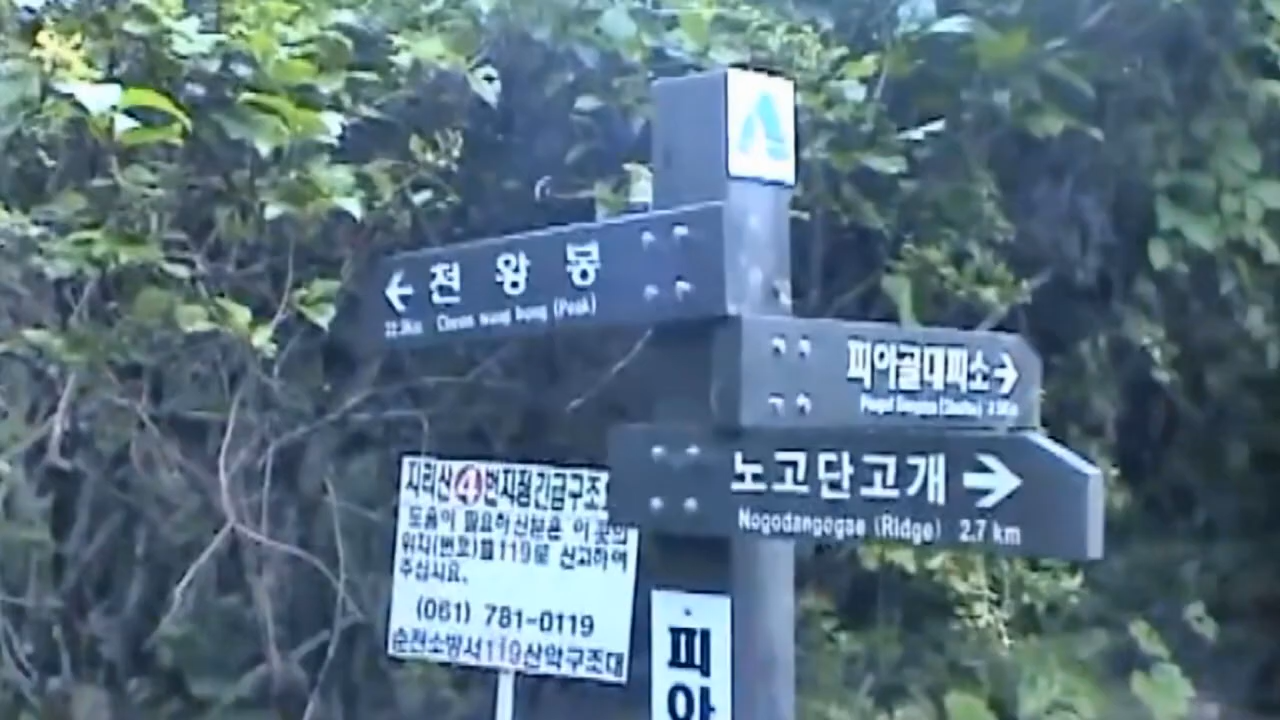 ← 천왕봉
Cheon wang bong (Peak)
피아골대피소 →
노고단고개 →
Nogodangogae (Ridge) 2.7 km
지리산 4번지점 긴급구조
도움이 필요하신분은 이 곳의
위치(번호)를 119로 신고하여
주십시요.
(061) 781-0119
순천소방서119산악구조대
피
아